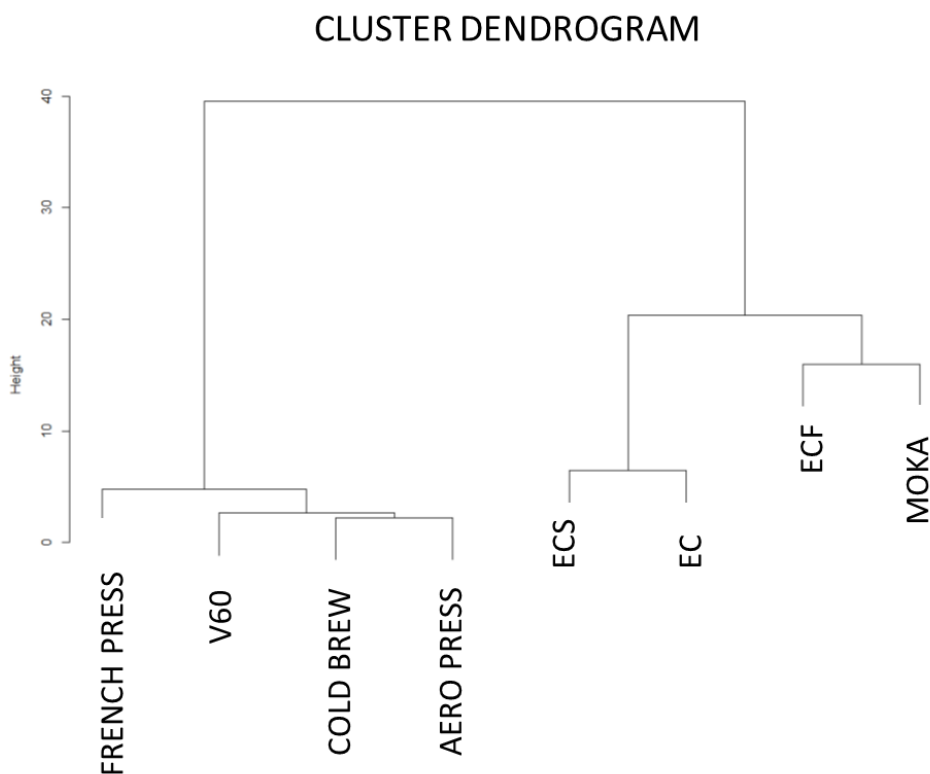 CLUSTER DENDROGRAM
40
30
20
10
0
Height
FRENCH PRESS
V60
COLD BREW
AERO PRESS
ECS
EC
ECF
MOKA